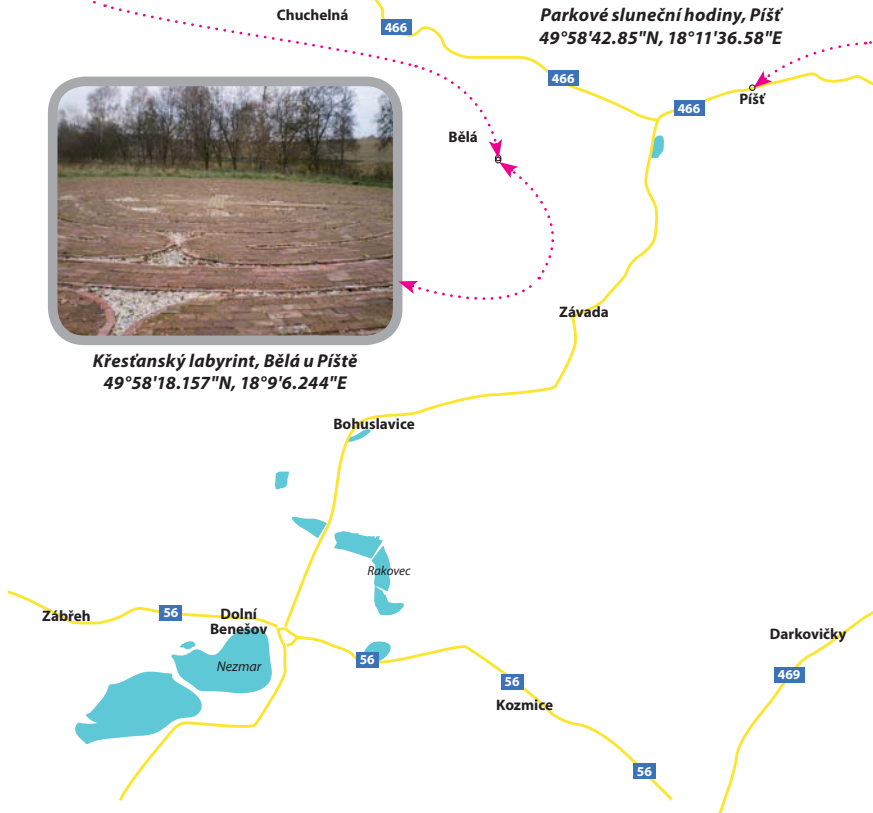 Chuchelná
466
Parkové sluneční hodiny, Píšť
49°58'42.85"N, 18°11'36.58"E
466
466
Píšť
Bělá
Závada
Křesťanský labyrint, Bělá u Píště
49°58'18.157"N, 18°9'6.244"E
Bohuslavice
Rakovec
Zábřeh
56
Dolní
Benešov
Nezmar
56
56
Kozmice
56
Darkovičky
469